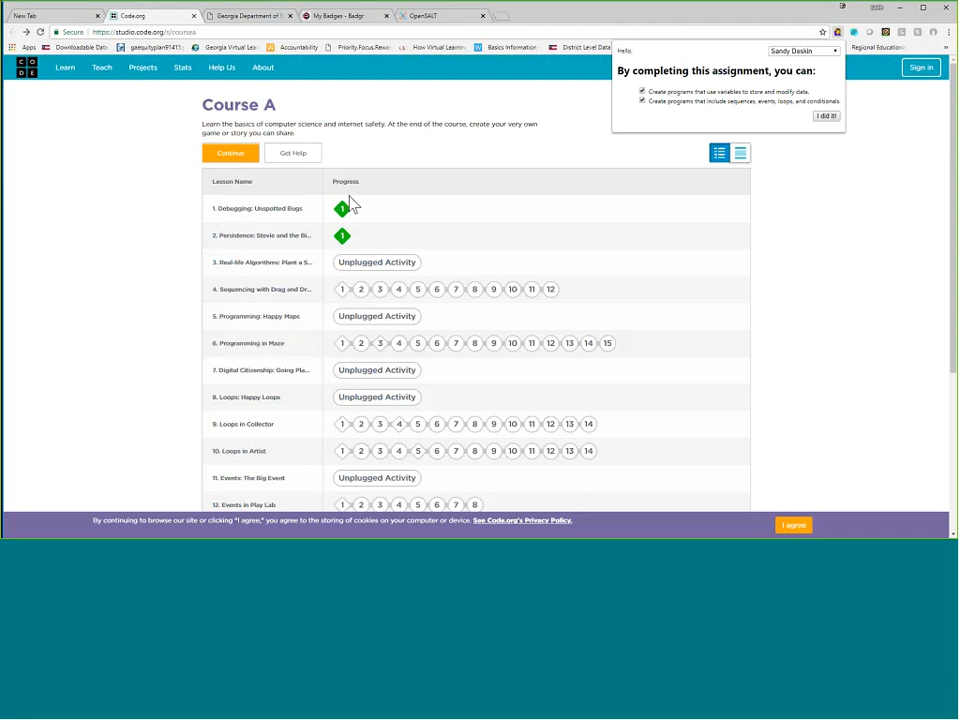 New Tab
Code.org
Georgia Department of
My Badges - Badgr
OpenSALT
Secure
https://studio.code.org/s/coursea
Apps
Downloadable Data
gaequityplan91415
Georgia Virtual Lea
Accountability
Priority.Focus.Rewa
How Virtual Learning
Basics Information
District Level Data
Regional Educational
CODE
Learn
Teach
Projects
Stats
Help Us
About
Sign in
Hello,
Sandy Deskin
By completing this assignment, you can:
Create programs that use variables to store and modify data.
Create programs that include sequences, events, loops, and conditionals.
I did it!
Course A
Learn the basics of computer science and internet safety. At the end of the course, create your very own
game or story you can share.
Continue
Get Help
Lesson Name
Progress
1. Debugging: Unspotted Bugs
1
2. Persistence: Stevie and the Bi...
1
3. Real-life Algorithms: Plant a S...
Unplugged Activity
4. Sequencing with Drag and Dr...
1 2 3 4 5 6 7 8 9 10 11 12
5. Programming: Happy Maps
Unplugged Activity
6. Programming in Maze
1 2 3 4 5 6 7 8 9 10 11 12 13 14 15
7. Digital Citizenship: Going Pla...
Unplugged Activity
8. Loops: Happy Loops
Unplugged Activity
9. Loops in Collector
1 2 3 4 5 6 7 8 9 10 11 12 13 14
10. Loops in Artist
1 2 3 4 5 6 7 8 9 10 11 12 13 14
11. Events: The Big Event
Unplugged Activity
12. Events in Play Lab
1 2 3 4 5 6 7 8
By continuing to browse our site or clicking "I agree," you agree to the storing of cookies on your computer or device. See Code.org's Privacy Policy.
I agree